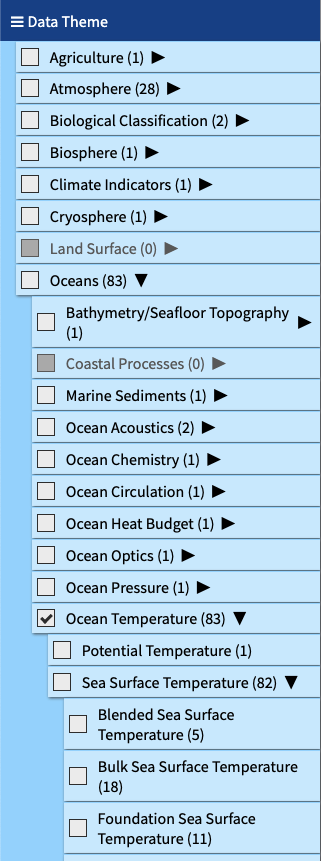 Data Theme
Agriculture (1)
Atmosphere (28)
Biological Classification (2)
Biosphere (1)
Climate Indicators (1)
Cryosphere (1)
Land Surface (0)
Oceans (83)
Bathymetry/Seafloor Topography
(1)
Coastal Processes (0)
Marine Sediments (1)
Ocean Acoustics (2)
Ocean Chemistry (1)
Ocean Circulation (1)
Ocean Heat Budget (1)
Ocean Optics (1)
Ocean Pressure (1)
Ocean Temperature (83)
Potential Temperature (1)
Sea Surface Temperature (82)
Blended Sea Surface
Temperature (5)
Bulk Sea Surface Temperature
(18)
Foundation Sea Surface
Temperature (11)